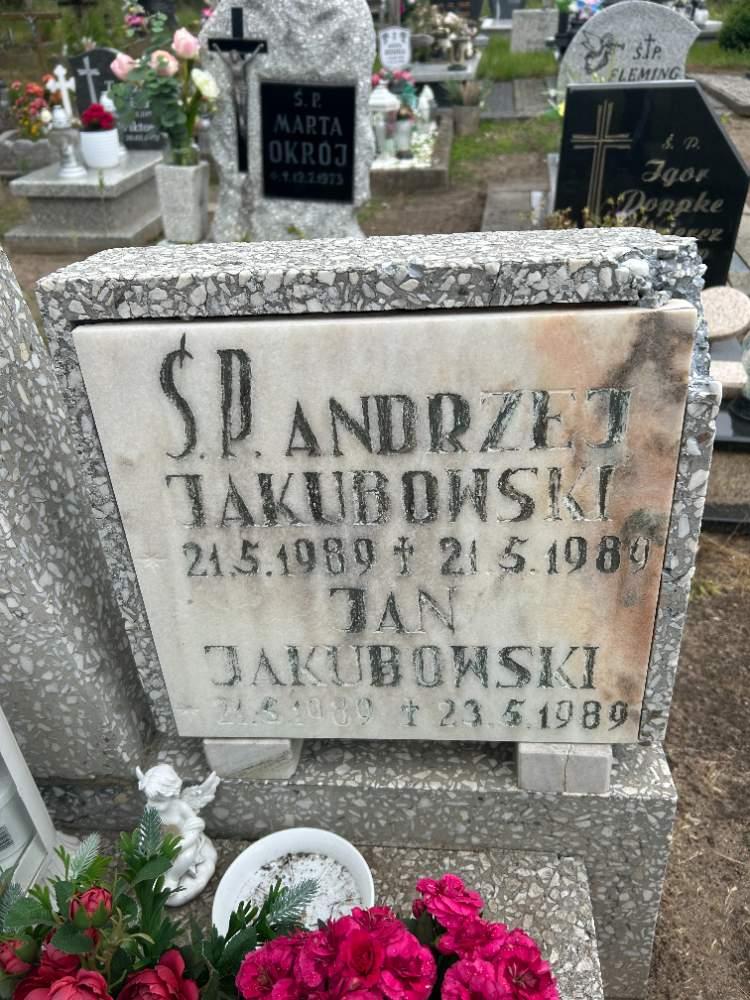 Ś.P.
MARTA
OKRÓJ
Ś.P.
FLEMING
Ś.P.
Igor
Doppke
Ś.P. ANDRZEJ
JAKUBOWSKI
21.5.1989 † 21.5.1989
JAN
JAKUBOWSKI
21.5.1989 † 23.5.1989